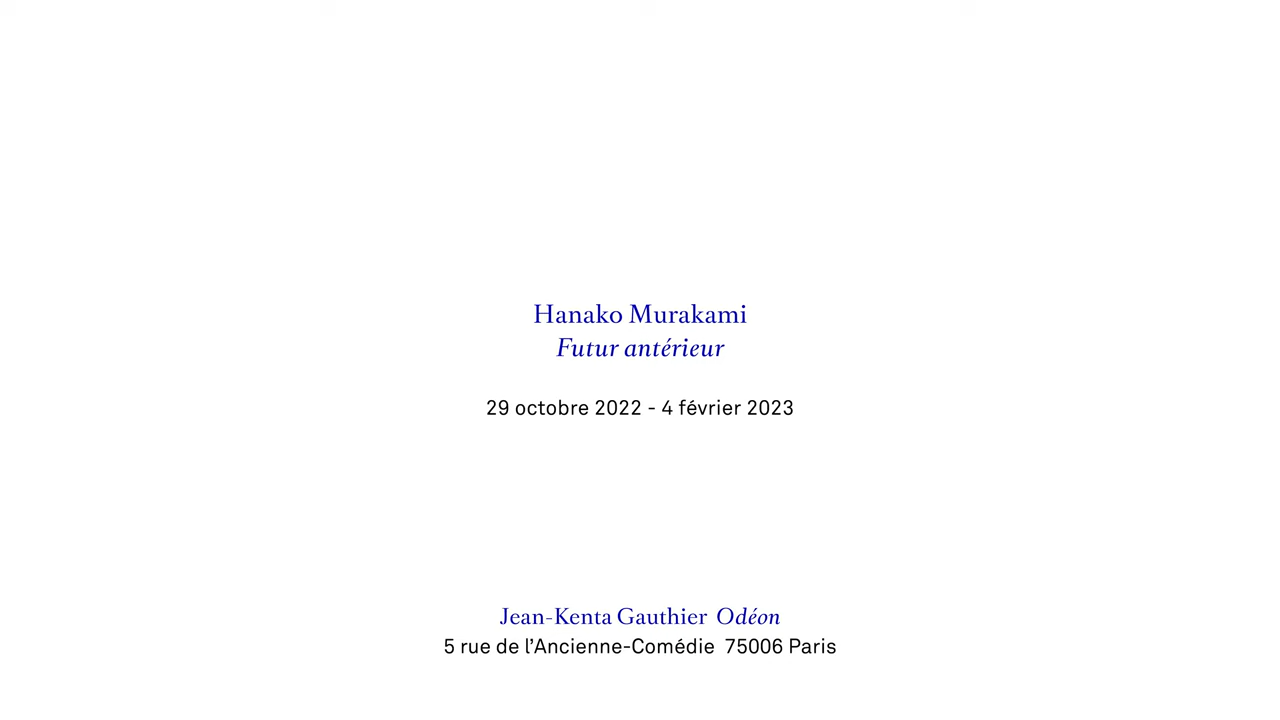 Hanako Murakami
Futur antérieur
29 octobre 2022 - 4 février 2023
Jean-Kenta Gauthier Odéon
5 rue de l’Ancienne-Comédie 75006 Paris